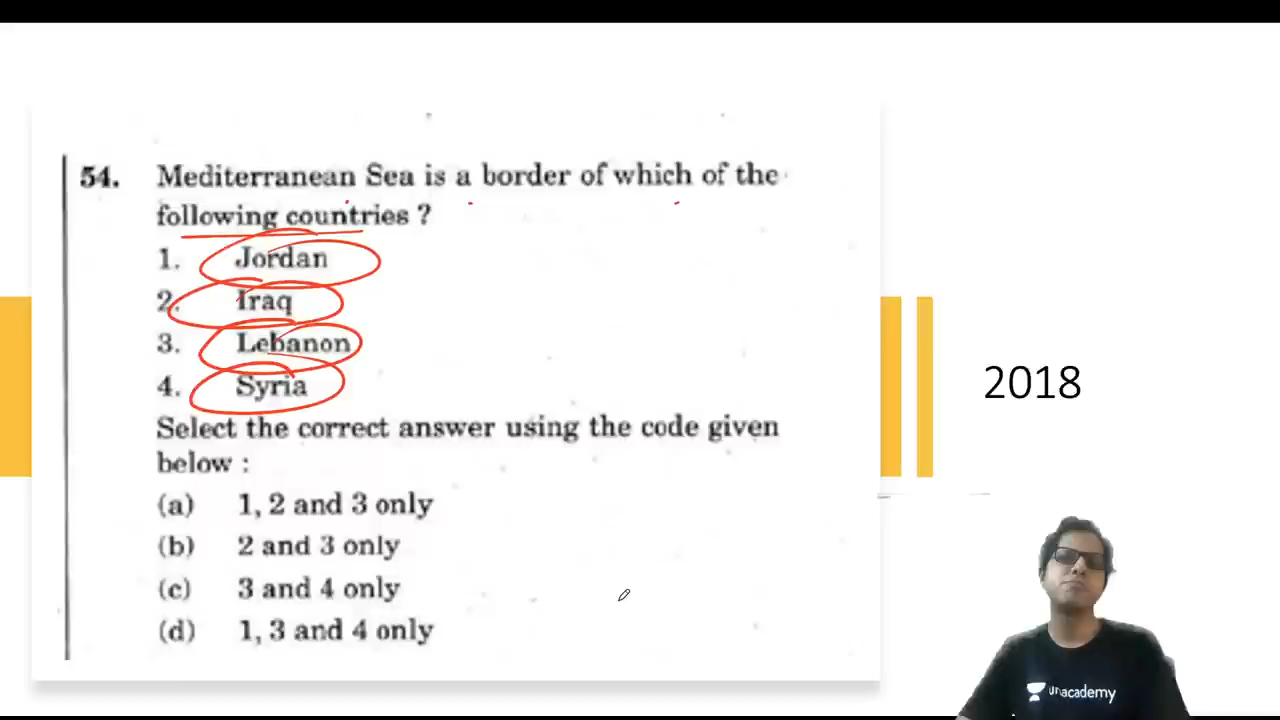 54. Mediterranean Sea is a border of which of the
following countries ?
1. Jordan
2. Iraq
3. Lebanon
4. Syria
Select the correct answer using the code given
below :
(a) 1, 2 and 3 only
(b) 2 and 3 only
(c) 3 and 4 only
(d) 1, 3 and 4 only
2018
unacademy